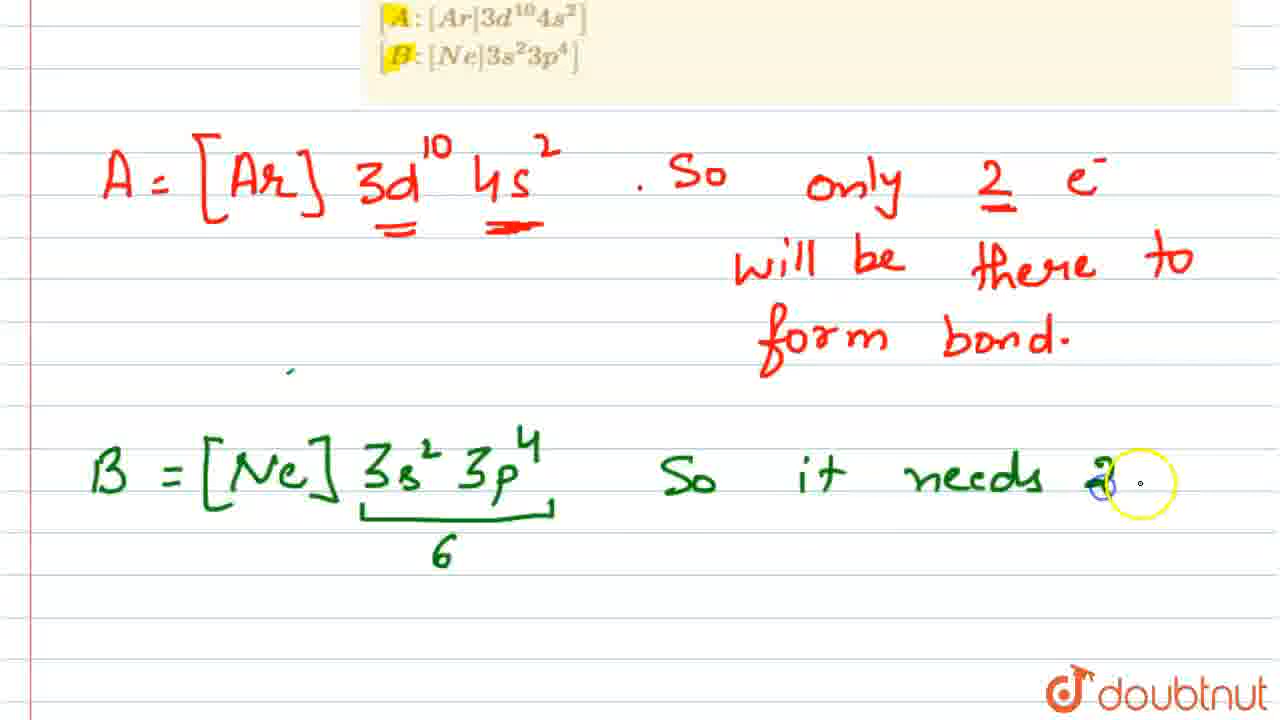 [A : [Ar]3d¹⁰4s²]
[B : [Ne]3s²3p⁴]
A = [Ar] 3d¹⁰ 4s² . So only 2 e⁻
will be there to
form bond.
B = [Ne] 3s² 3p⁴ So it needs 2
6
doubtnut